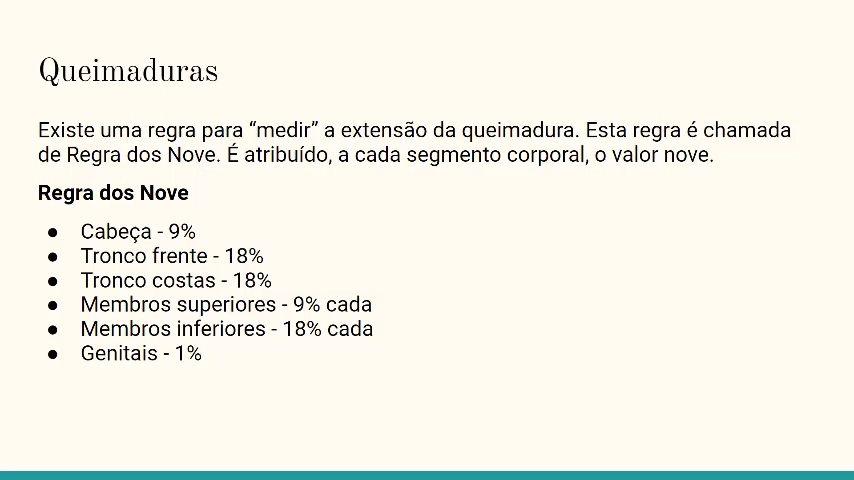 Queimaduras
Existe uma regra para “medir” a extensão da queimadura. Esta regra é chamada
de Regra dos Nove. É atribuído, a cada segmento corporal, o valor nove.
Regra dos Nove
● Cabeça - 9%
● Tronco frente - 18%
● Tronco costas - 18%
● Membros superiores - 9% cada
● Membros inferiores - 18% cada
● Genitais - 1%